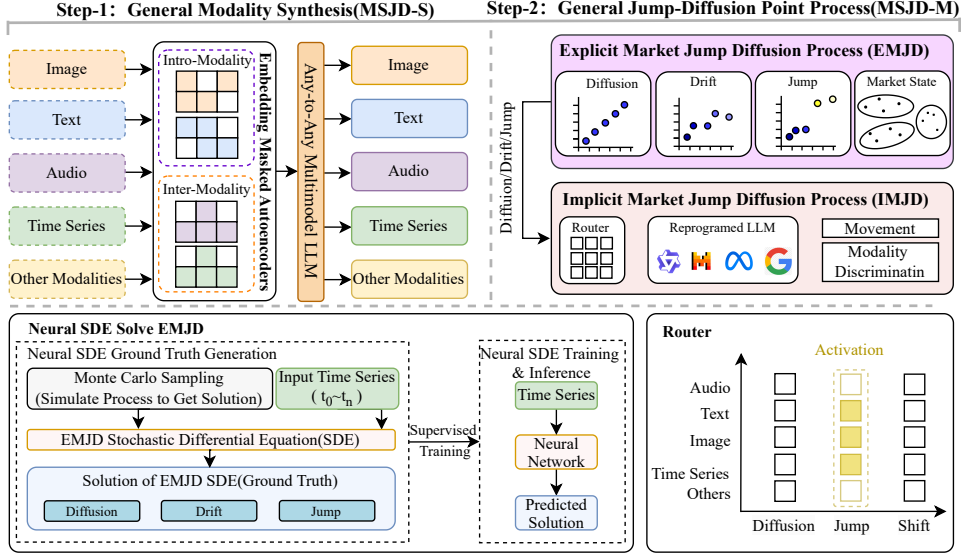 Step-1: General Modality Synthesis(MSJD-S)
Step-2: General Jump-Diffusion Point Process(MSJD-M)
Image
Text
Audio
Time Series
Other Modalities
Intro-Modality
Inter-Modality
Embedding Masked Autoencoders
Any-to-Any Multimodel LLM
Image
Text
Audio
Time Series
Other Modalities
Diffusion/Drift/Jump
Explicit Market Jump Diffusion Process (EMJD)
Diffusion
Drift
Jump
Market State
Implicit Market Jump Diffusion Process (IMJD)
Router
Reprogramed LLM
Movement
Modality
Discriminatin
Neural SDE Solve EMJD
Neural SDE Ground Truth Generation
Monte Carlo Sampling
(Simulate Process to Get Solution)
Input Time Series
( t0~tn )
EMJD Stochastic Differential Equation(SDE)
Solution of EMJD SDE(Ground Truth)
Diffusion
Drift
Jump
Supervised
Training
Neural SDE Training
& Inference
Time Series
Neural
Network
Predicted
Solution
Router
Activation
Audio
Text
Image
Time Series
Others
Diffusion
Jump
Shift